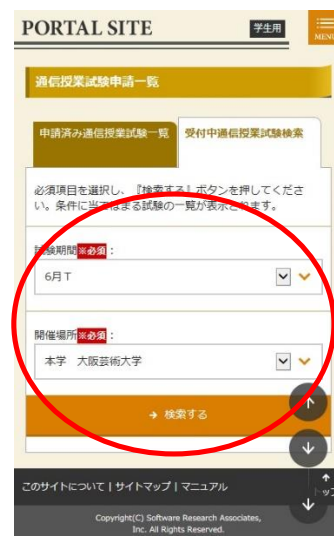 PORTAL SITE
学生用
MENU
通信授業試験申請一覧
申請済み通信授業試験一覧
受付中通信授業試験検索
必須項目を選択し、『検索する』ボタンを押してくださ
い。条件に当てはまる試験の一覧が表示されます。
試験期間※必須：
6月T
開催場所※必須：
本学 大阪芸術大学
→ 検索する
このサイトについて | サイトマップ | マニュアル
トップ
Copyright(C) Software Research Associates,
Inc. All Rights Reserved.